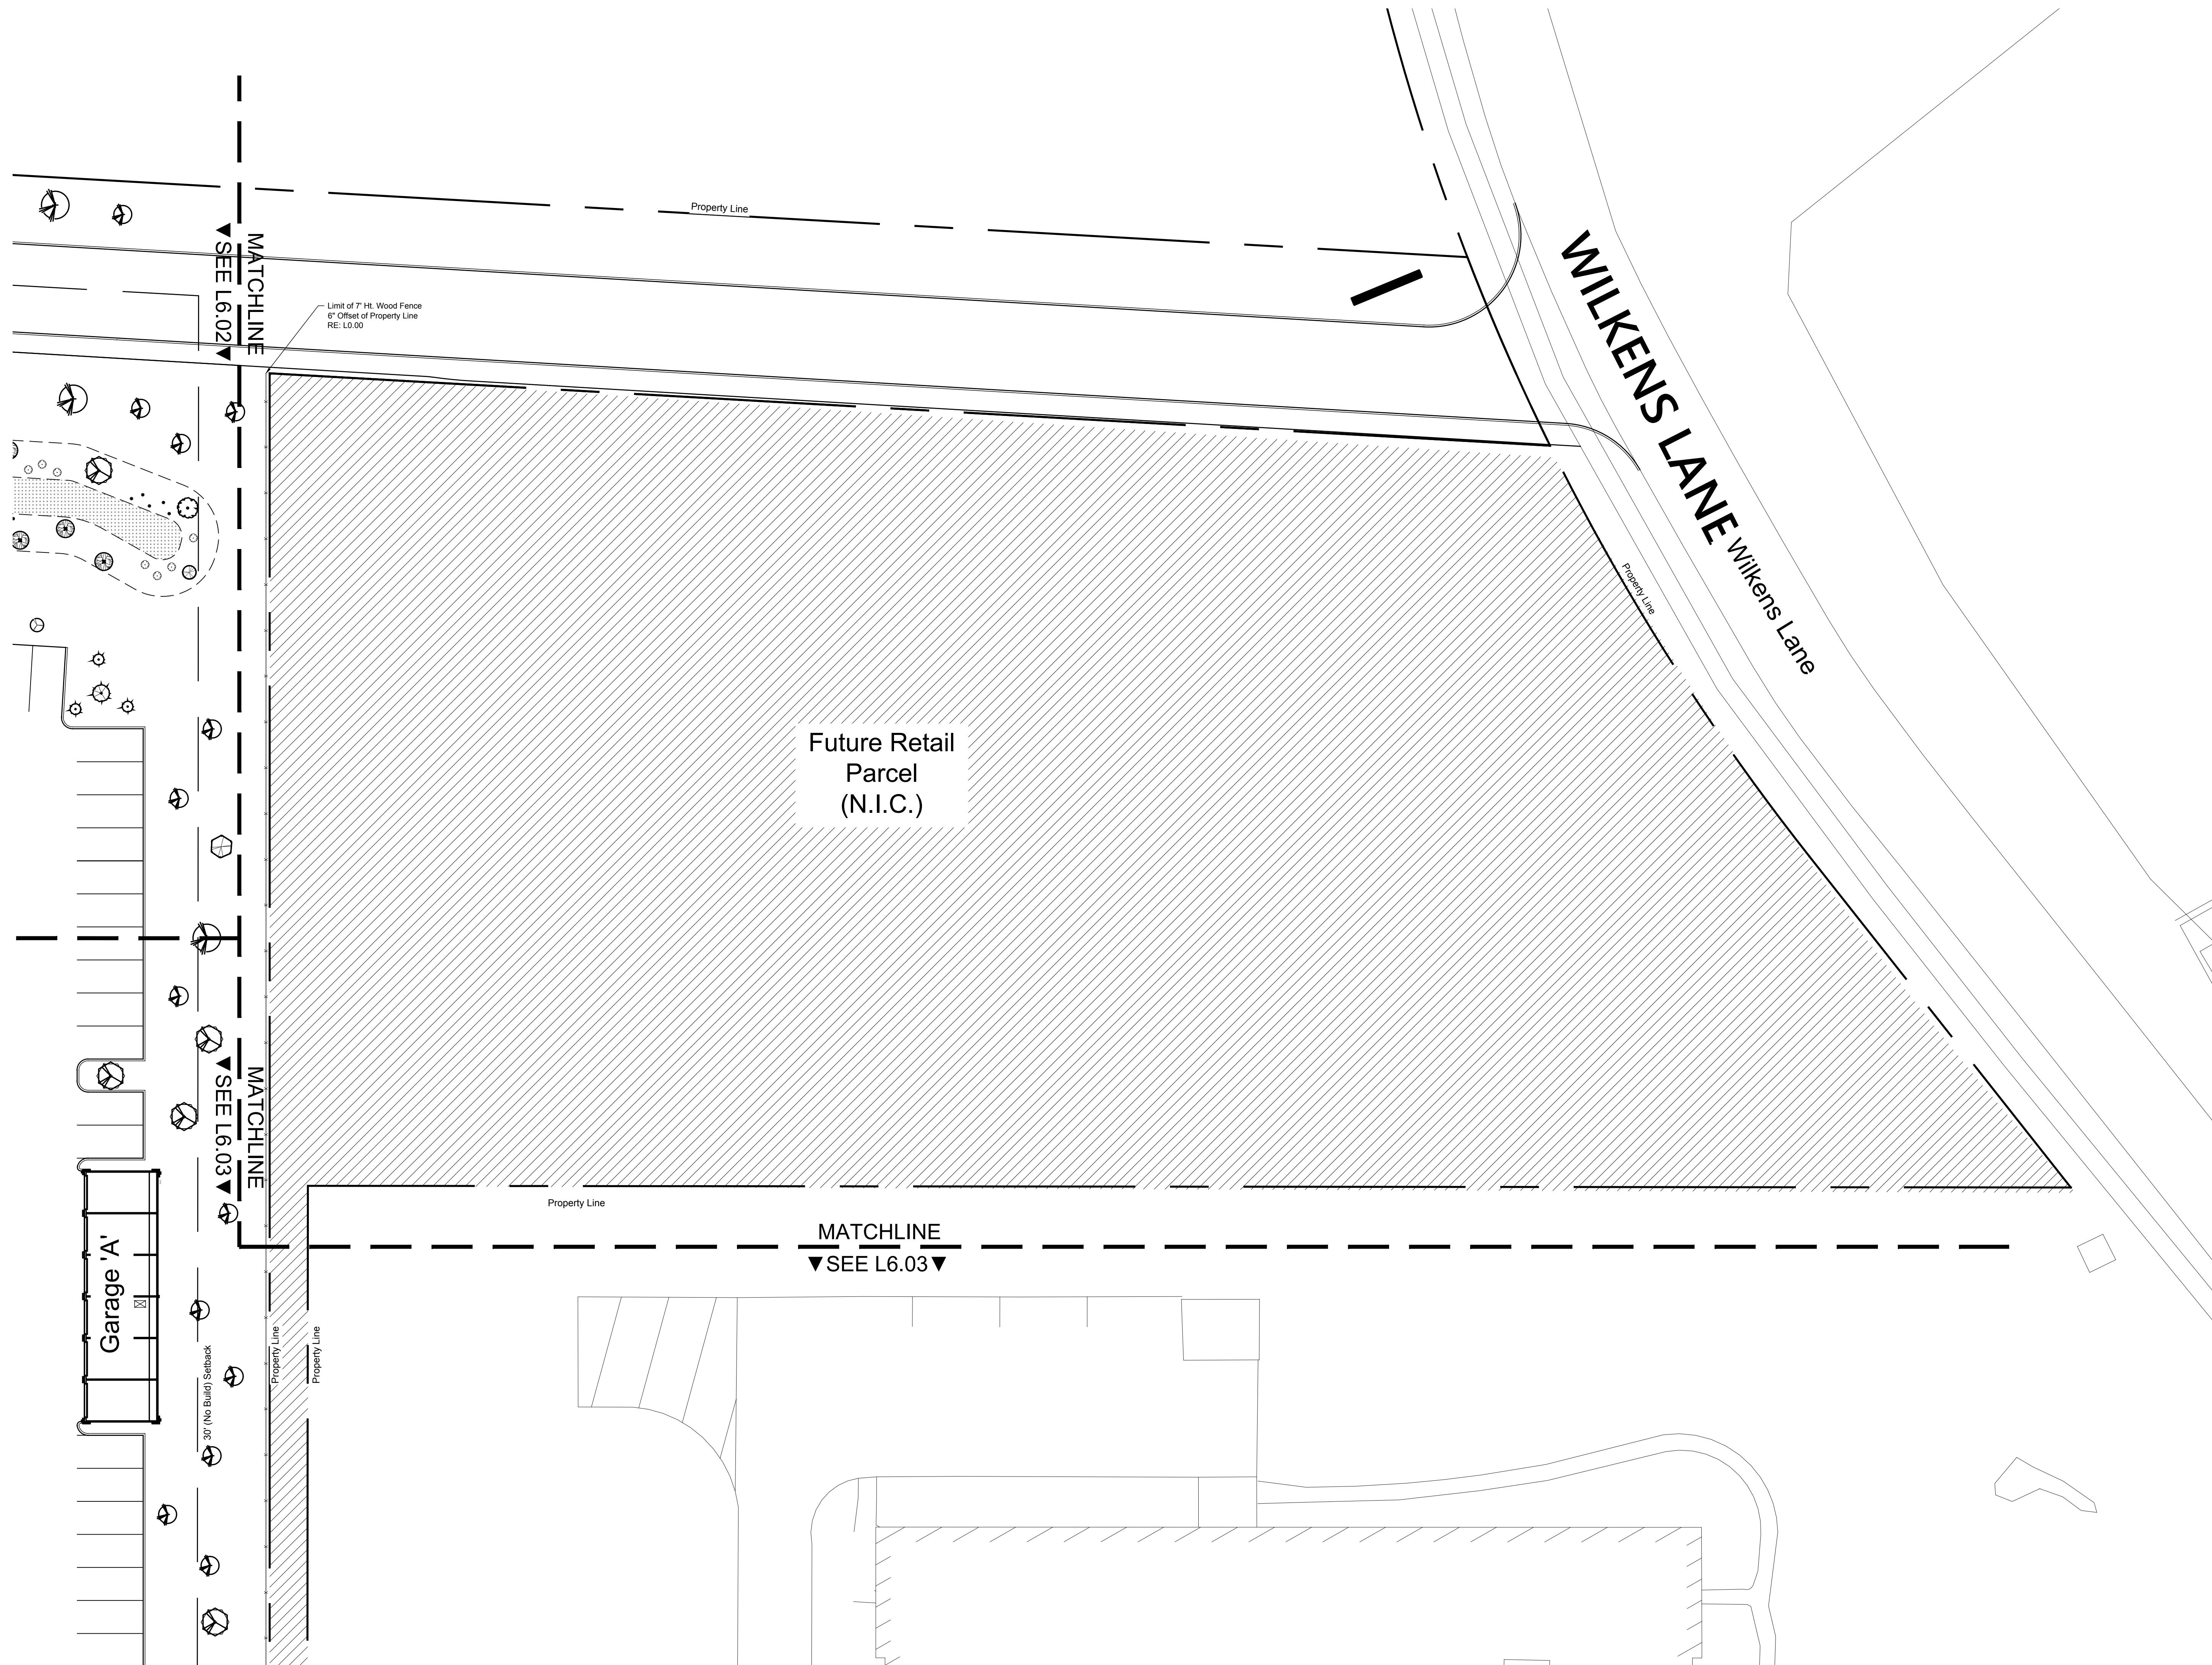 Property Line
MATCHLINE
SEE L6.02
Limit of 7' Ht. Wood Fence
6" Offset of Property Line
RE: L0.00
WILKENS LANE
Wilkens Lane
Property Line
Future Retail
Parcel
(N.I.C.)
MATCHLINE
▼SEE L6.03▼
Property Line
MATCHLINE
▼SEE L6.03▼
Garage 'A'
30' (No Build) Setback
Property Line
Property Line